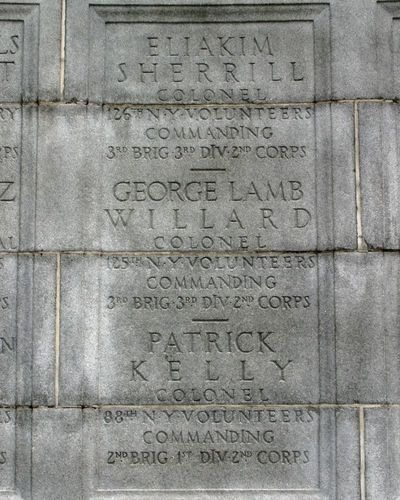 ELIAKIM
SHERRILL
COLONEL
126TH N·Y·VOLUNTEERS
COMMANDING
3RD BRIG·3RD DIV·2ND CORPS
GEORGE LAMB
WILLARD
COLONEL
125TH N·Y·VOLUNTEERS
COMMANDING
3RD BRIG·3RD DIV·2ND CORPS
PATRICK
KELLY
COLONEL
88TH N·Y·VOLUNTEERS
COMMANDING
2ND BRIG·1ST DIV·2ND CORPS